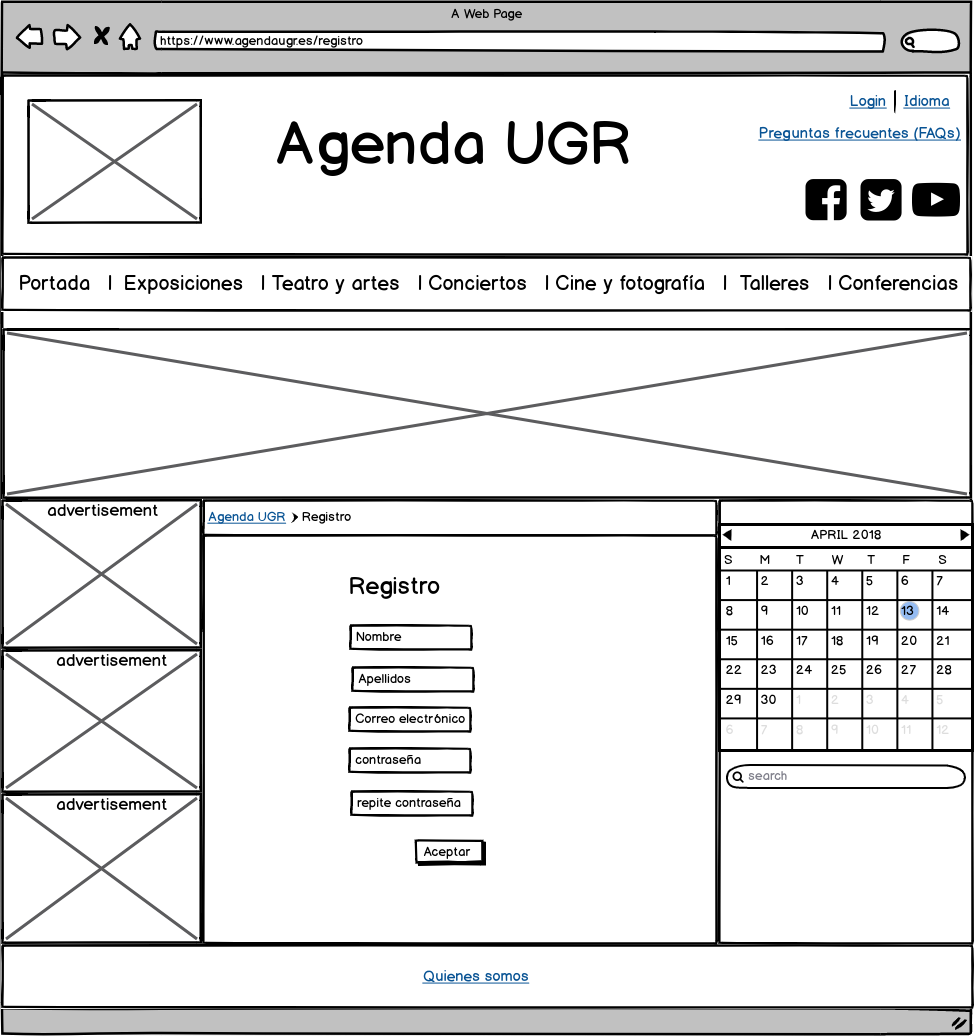 A Web Page
https://www.agendaugr.es/registro
Login | Idioma
Preguntas frecuentes (FAQs)
Agenda UGR
Portada | Exposiciones | Teatro y artes | Conciertos | Cine y fotografía | Talleres | Conferencias
advertisement
advertisement
advertisement
Agenda UGR > Registro
Registro
Nombre
Apellidos
Correo electrónico
contraseña
repite contraseña
Aceptar
APRIL 2018
S M T W T F S
1 2 3 4 5 6 7
8 9 10 11 12 13 14
15 16 17 18 19 20 21
22 23 24 25 26 27 28
29 30 1 2 3 4 5
6 7 8 9 10 11 12
search
Quienes somos